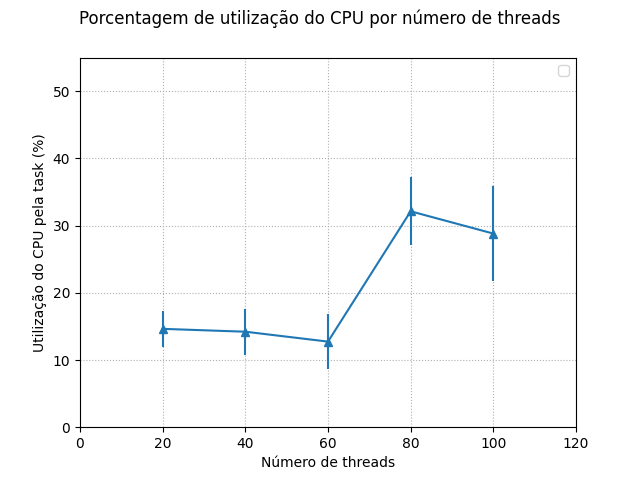 Porcentagem de utilização do CPU por número de threads
Utilização do CPU pela task (%)
50
40
30
20
10
0
0 20 40 60 80 100 120
Número de threads